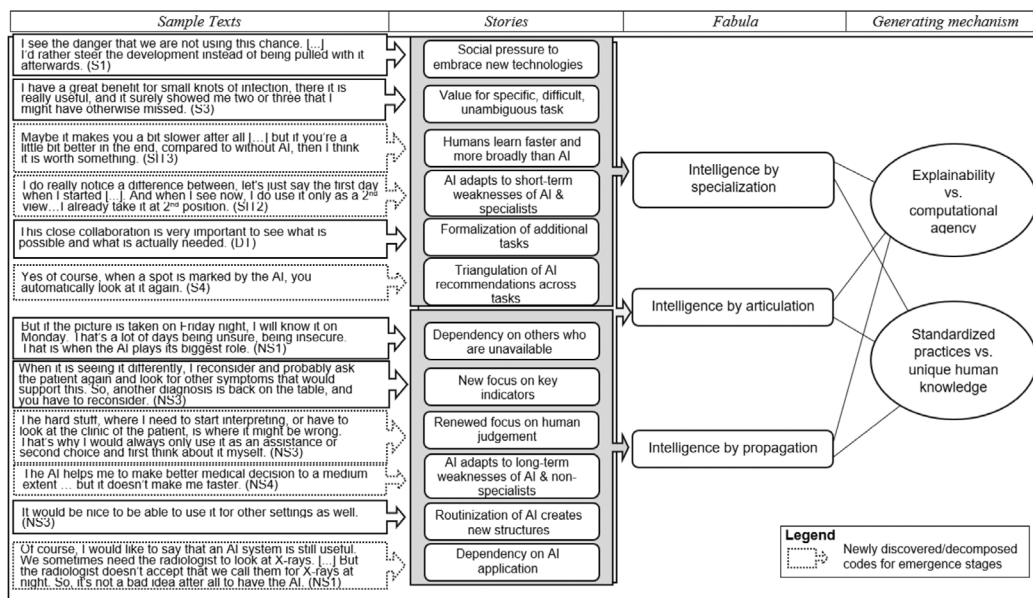 Sample Texts
Stories
Fabula
Generating mechanism
I see the danger that we are not using this chance. [...]
I'd rather steer the development instead of being pulled with it
afterwards. (S1)
I have a great benefit for small knots of infection, there it is
really useful, and it surely showed me two or three that I
might have otherwise missed. (S3)
Maybe it makes you a bit slower after all [...] but if you're a
little bit better in the end, compared to without AI, then I think
it is worth something. (SIT3)
I do really notice a difference between, let's just say the first day
when I started [...]. And when I see now, I do use it only as a 2nd
view…I already take it at 2nd position. (SIT2)
This close collaboration is very important to see what is
possible and what is actually needed. (DT)
Yes of course, when a spot is marked by the AI, you
automatically look at it again. (S4)
But if the picture is taken on Friday night, I will know it on
Monday. That's a lot of days being unsure, being insecure.
That is when the AI plays its biggest role. (NS1)
When it is seeing it differently, I reconsider and probably ask
the patient again and look for other symptoms that would
support this. So, another diagnosis is back on the table, and
you have to reconsider. (NS3)
The hard stuff, where I need to start interpreting, or have to
look at the clinic of the patient, is where it might be wrong.
That's why I would always only use it as an assistance or
second choice and first think about it myself. (NS3)
The AI helps me to make better medical decision to a medium
extent … but it doesn't make me faster. (NS4)
It would be nice to be able to use it for other settings as well.
(NS3)
Of course, I would like to say that an AI system is still useful.
We sometimes need the radiologist to look at X-rays. [...] But
the radiologist doesn't accept that we call them for X-rays at
night. So, it's not a bad idea after all to have the AI. (NS1)
Social pressure to
embrace new technologies
Value for specific, difficult,
unambiguous task
Humans learn faster and
more broadly than AI
AI adapts to short-term
weaknesses of AI &
specialists
Formalization of additional
tasks
Triangulation of AI
recommendations across
tasks
Dependency on others who
are unavailable
New focus on key
indicators
Renewed focus on human
judgement
AI adapts to long-term
weaknesses of AI & non-
specialists
Routinization of AI creates
new structures
Dependency on AI
application
Intelligence by
specialization
Intelligence by articulation
Intelligence by propagation
Explainability
vs.
computational
agency
Standardized
practices vs.
unique human
knowledge
Legend
Newly discovered/decomposed
codes for emergence stages